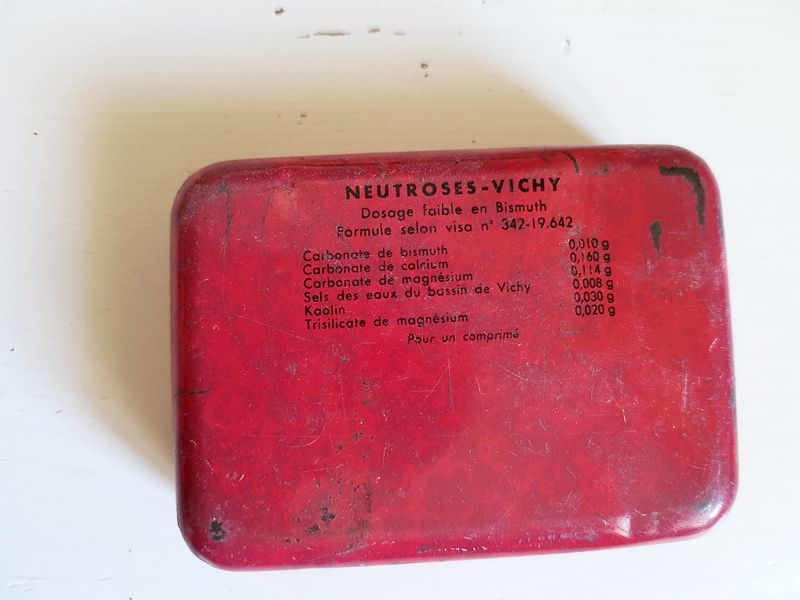 NEUTROSES-VICHY
Dosage faible en Bismuth
Formule selon visa n° 342-19.642
Carbonate de bismuth 0,010 g
Carbonate de calcium 0,160 g
Carbonate de magnésium 0,114 g
Sels des eaux du bassin de Vichy 0,008 g
Kaolin 0,030 g
Trisilicate de magnésium 0,020 g
Pour un comprimé